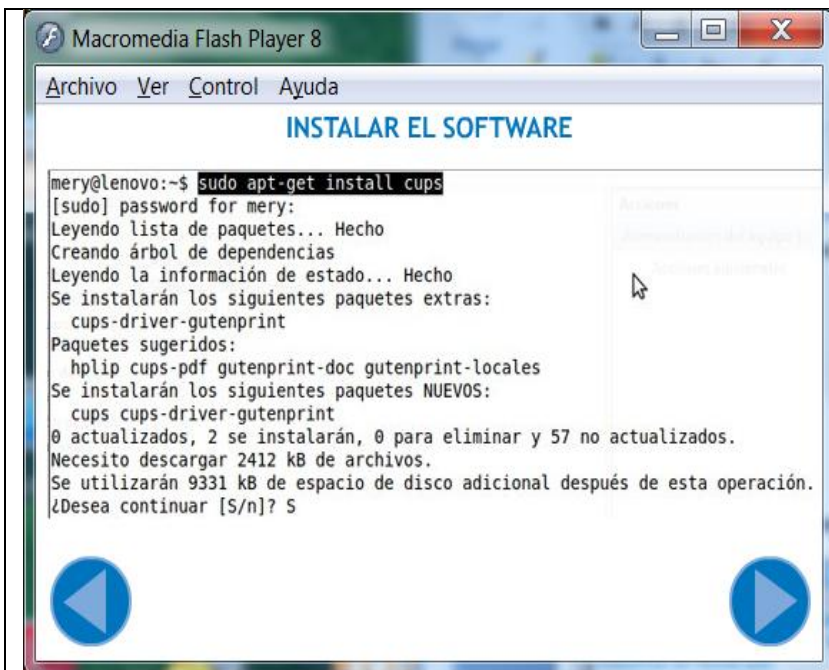 Macromedia Flash Player 8
Archivo Ver Control Ayuda
INSTALAR EL SOFTWARE
mery@lenovo:~$ sudo apt-get install cups
[sudo] password for mery:
Leyendo lista de paquetes... Hecho
Creando árbol de dependencias
Leyendo la información de estado... Hecho
Se instalarán los siguientes paquetes extras:
cups-driver-gutenprint
Paquetes sugeridos:
hplip cups-pdf gutenprint-doc gutenprint-locales
Se instalarán los siguientes paquetes NUEVOS:
cups cups-driver-gutenprint
0 actualizados, 2 se instalarán, 0 para eliminar y 57 no actualizados.
Necesito descargar 2412 kB de archivos.
Se utilizarán 9331 kB de espacio de disco adicional después de esta operación.
¿Desea continuar [S/n]? S